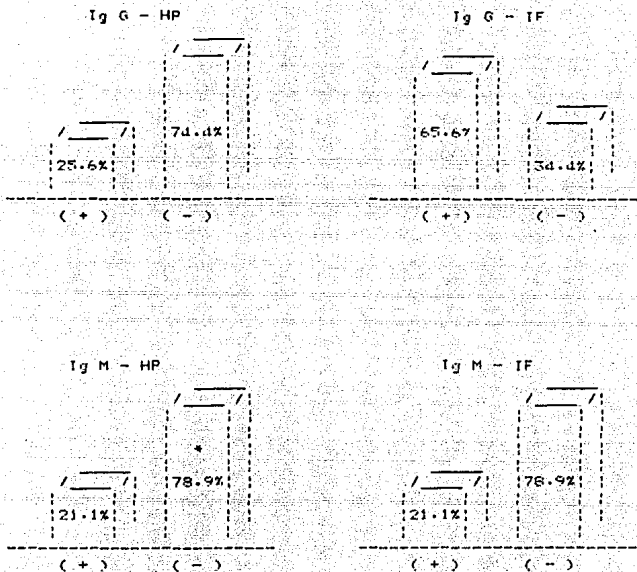 Ig G - HP
74.4%
25.6%
( + ) ( - )
Ig G - IF
65.6%
34.4%
( + ) ( - )
Ig M - HP
78.9%
21.1%
( + ) ( - )
Ig M - IF
78.9%
21.1%
( + ) ( - )